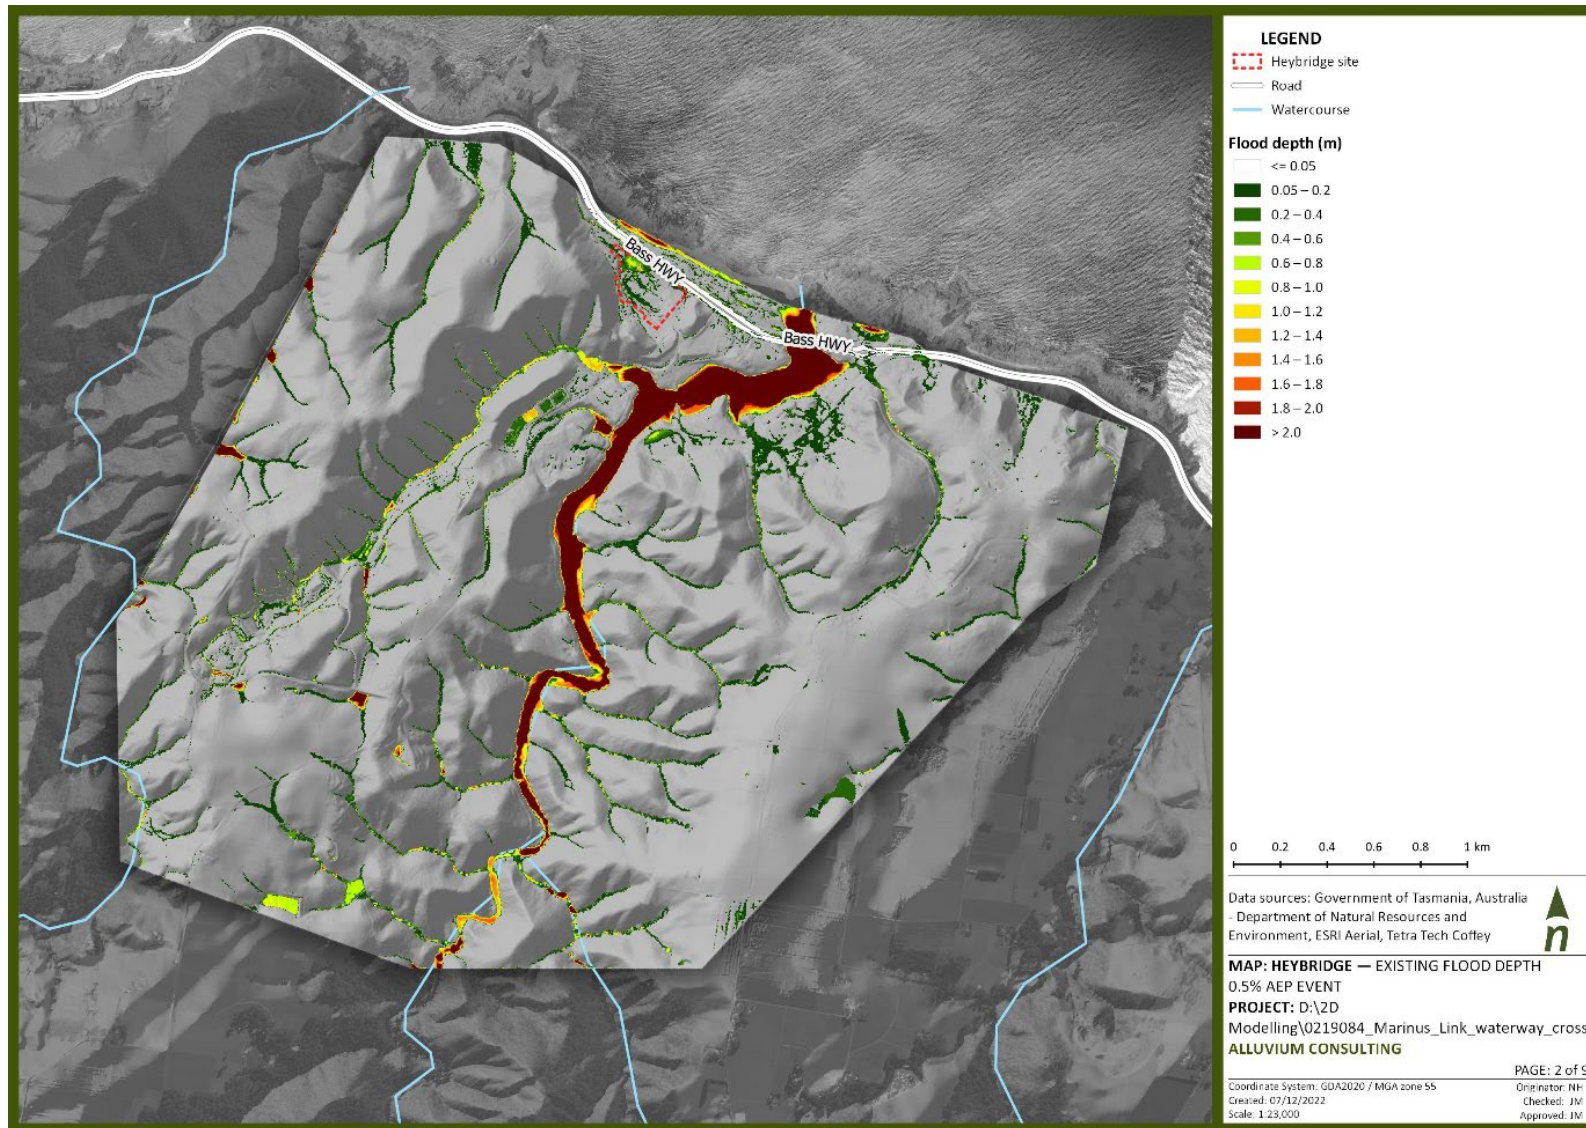 Bass HWY
Bass HWY
LEGEND
Heybridge site
Road
Watercourse
Flood depth (m)
<= 0.05
0.05 – 0.2
0.2 – 0.4
0.4 – 0.6
0.6 – 0.8
0.8 – 1.0
1.0 – 1.2
1.2 – 1.4
1.4 – 1.6
1.6 – 1.8
1.8 – 2.0
> 2.0
0 0.2 0.4 0.6 0.8 1 km
Data sources: Government of Tasmania, Australia
- Department of Natural Resources and
Environment, ESRI Aerial, Tetra Tech Coffey
n
MAP: HEYBRIDGE — EXISTING FLOOD DEPTH
0.5% AEP EVENT
PROJECT: D:\2D
Modelling\0219084_Marinus_Link_waterway_cross
ALLUVIUM CONSULTING
PAGE: 2 of 9
Coordinate System: GDA2020 / MGA zone 55
Originator: NH
Created: 07/12/2022
Checked: JM
Scale: 1:23,000
Approved: JM